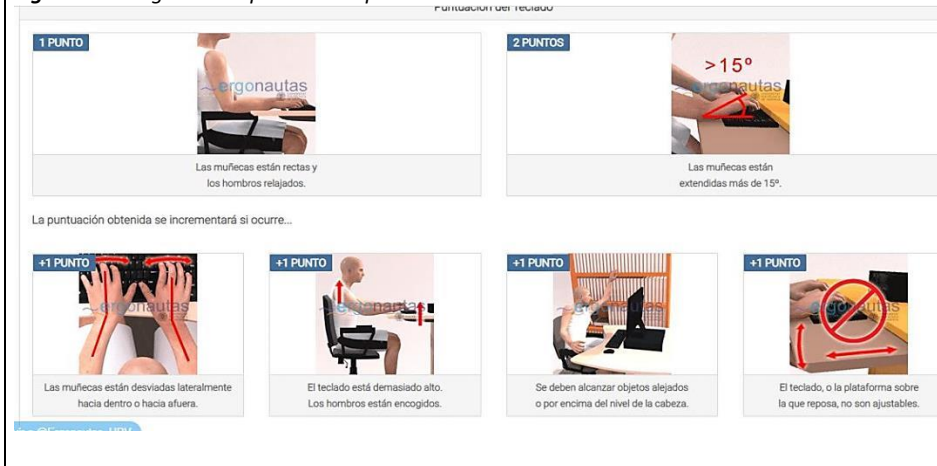 Puntuación del Teclado
1 PUNTO
2 PUNTOS
>15º
ergonautas
ergonautas
Las muñecas están rectas y
los hombros relajados.
Las muñecas están
extendidas más de 15º.
La puntuación obtenida se incrementará si ocurre...
+1 PUNTO
+1 PUNTO
+1 PUNTO
+1 PUNTO
ergonautas
ergonautas
ergonautas
ergonautas
Las muñecas están desviadas lateralmente
hacia dentro o hacia afuera.
El teclado está demasiado alto.
Los hombros están encogidos.
Se deben alcanzar objetos alejados
o por encima del nivel de la cabeza.
El teclado, o la plataforma sobre
la que reposa, no son ajustables.